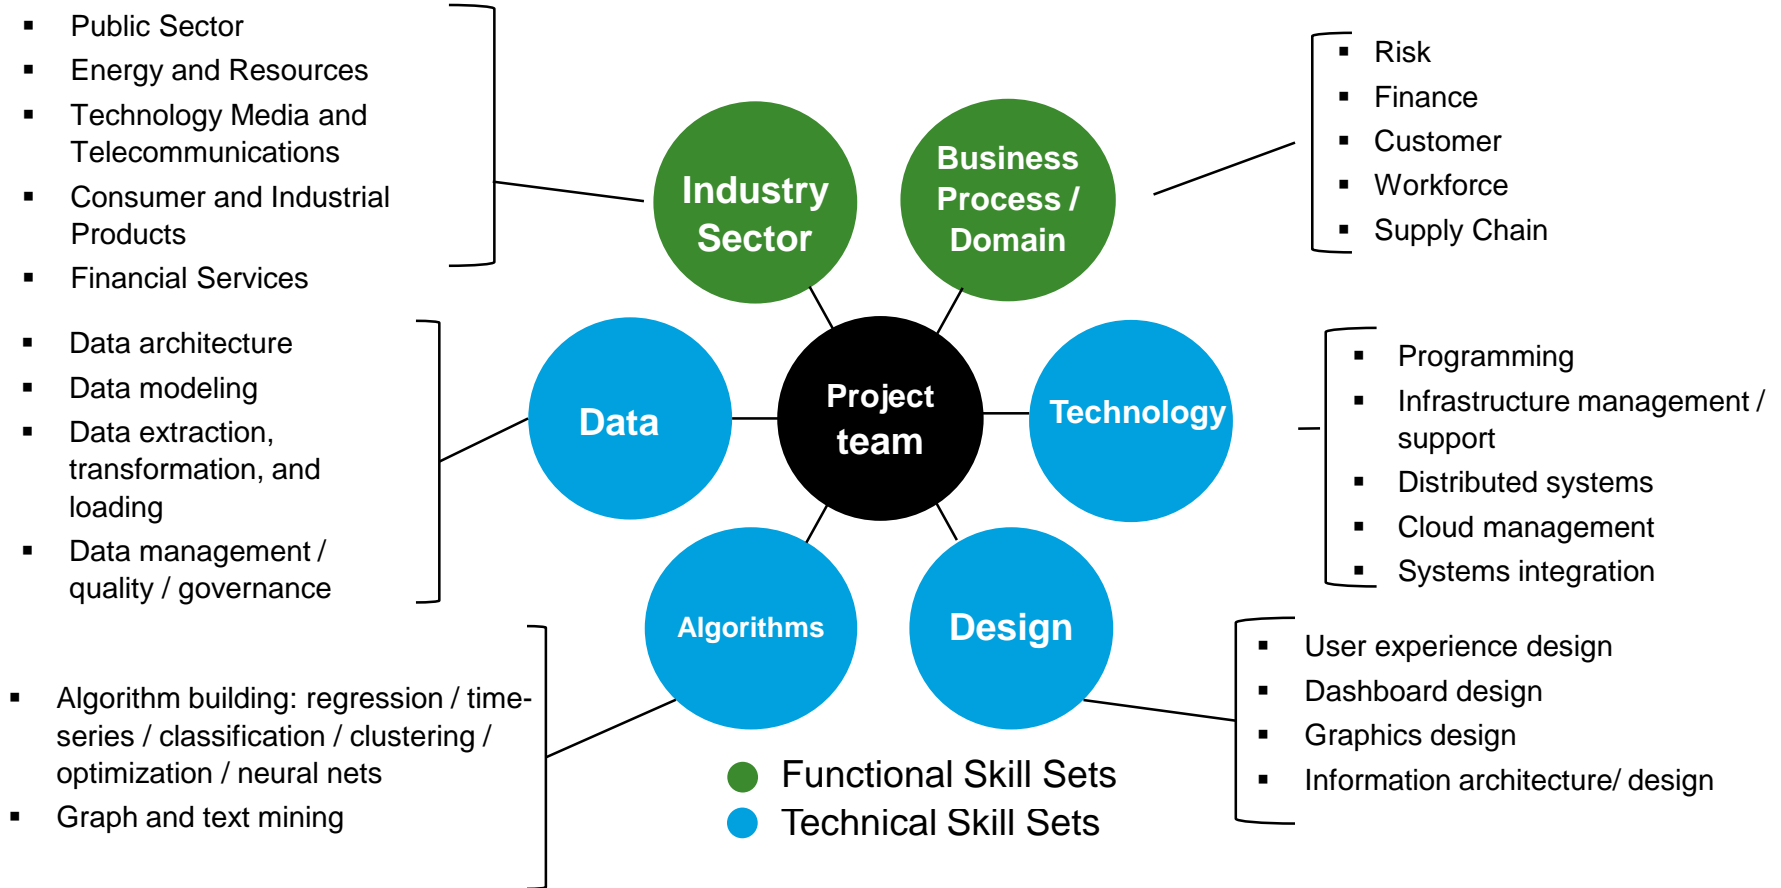 ▪ Public Sector
▪ Energy and Resources
▪ Technology Media and
Telecommunications
▪ Consumer and Industrial
Products
▪ Financial Services
▪ Data architecture
▪ Data modeling
▪ Data extraction,
transformation, and
loading
▪ Data management /
quality / governance
▪ Algorithm building: regression / time-
series / classification / clustering /
optimization / neural nets
▪ Graph and text mining
Industry
Sector
Business
Process /
Domain
Data
Project
team
Technology
Algorithms
Design
Functional Skill Sets
Technical Skill Sets
▪ Risk
▪ Finance
▪ Customer
▪ Workforce
▪ Supply Chain
▪ Programming
▪ Infrastructure management /
support
▪ Distributed systems
▪ Cloud management
▪ Systems integration
▪ User experience design
▪ Dashboard design
▪ Graphics design
▪ Information architecture/ design